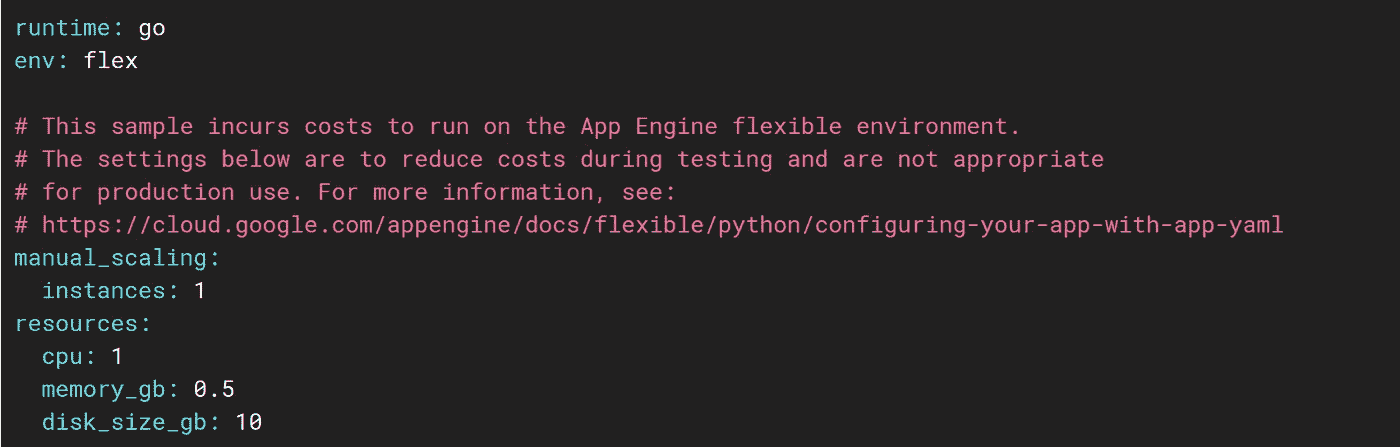 runtime: go
env: flex
# This sample incurs costs to run on the App Engine flexible environment.
# The settings below are to reduce costs during testing and are not appropriate
# for production use. For more information, see:
# https://cloud.google.com/appengine/docs/flexible/python/configuring-your-app-with-app-yaml
manual_scaling:
  instances: 1
resources:
  cpu: 1
  memory_gb: 0.5
  disk_size_gb: 10